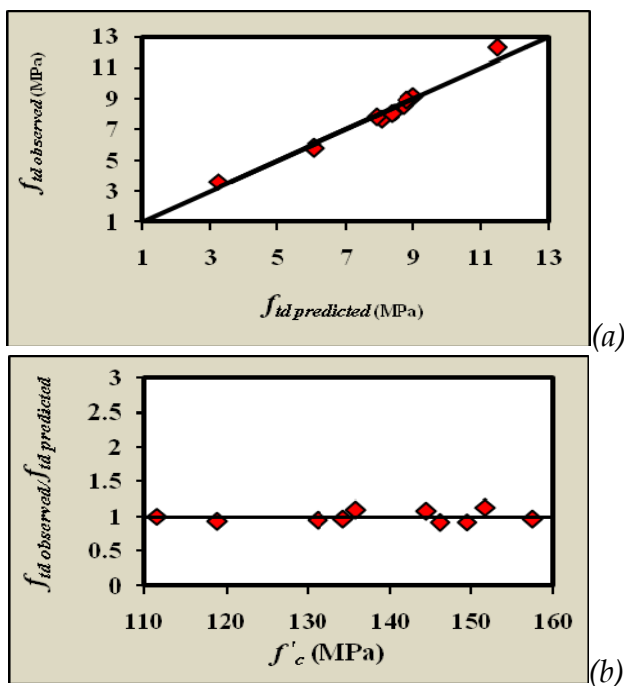 13
11
9
7
5
3
1
f_td observed (MPa)
1 3 5 7 9 11 13
f_td predicted (MPa)
(a)
3
2.5
2
1.5
1
0.5
0
f_td observed/f_td predicted
110 120 130 140 150 160
f'_c (MPa)
(b)